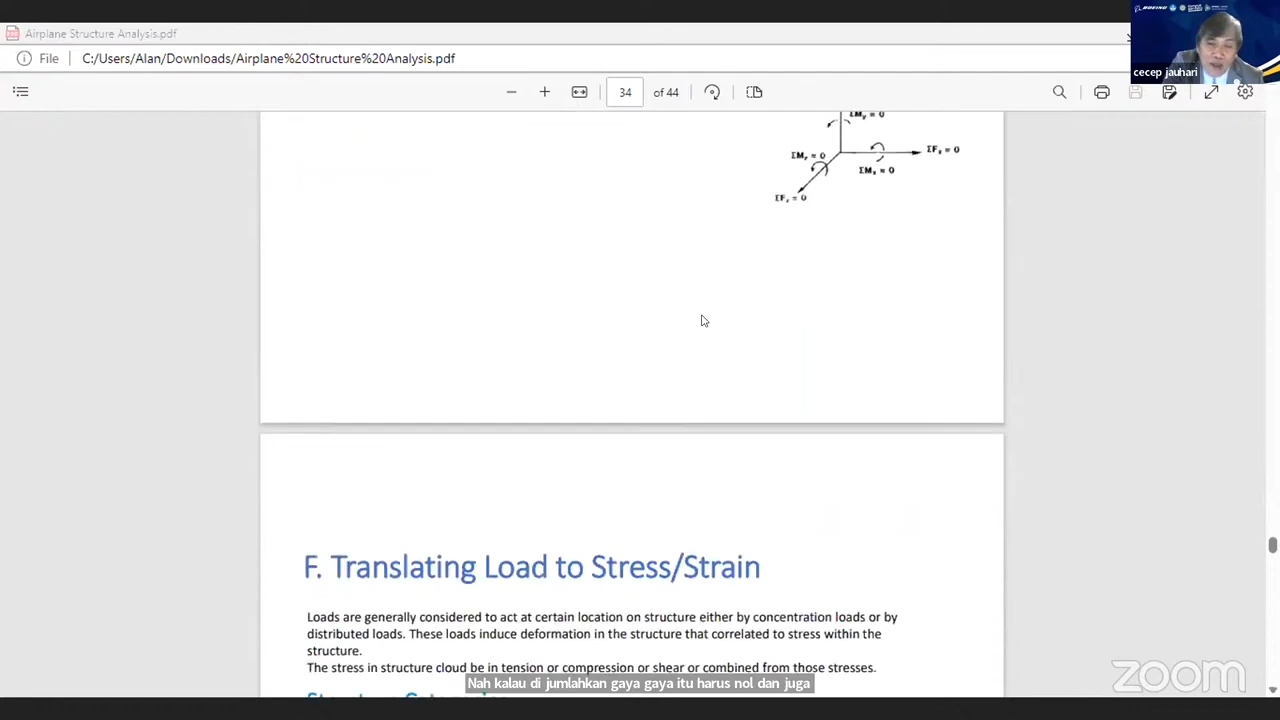 Airplane Structure Analysis.pdf
BOEING
cecep jauhari
File
C:/Users/Alan/Downloads/Airplane%20Structure%20Analysis.pdf
34 of 44
ΣMy = 0
ΣFx = 0
ΣMz = 0
ΣMx = 0
ΣFz = 0
F. Translating Load to Stress/Strain
Loads are generally considered to act at certain location on structure either by concentration loads or by
distributed loads. These loads induce deformation in the structure that correlated to stress within the
structure.
The stress in structure cloud be in tension or compression or shear or combined from those stresses.
Nah kalau di jumlahkan gaya gaya itu harus nol dan juga
zoom